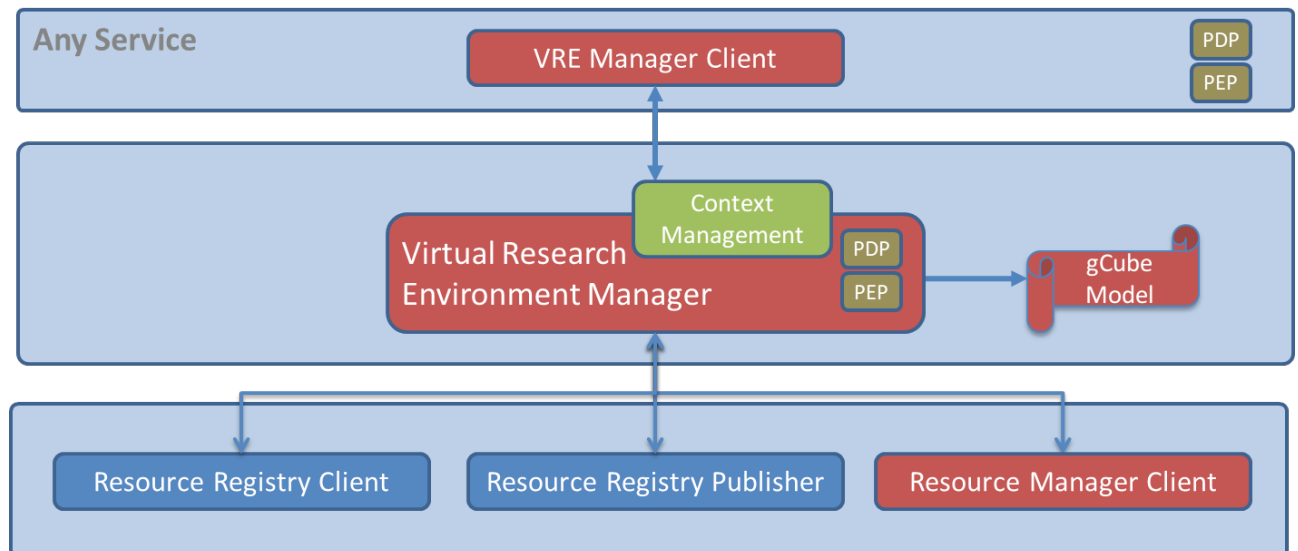 Any Service
VRE Manager Client
PDP
PEP
Context
Management
Virtual Research
Environment Manager
PDP
PEP
gCube
Model
Resource Registry Client
Resource Registry Publisher
Resource Manager Client